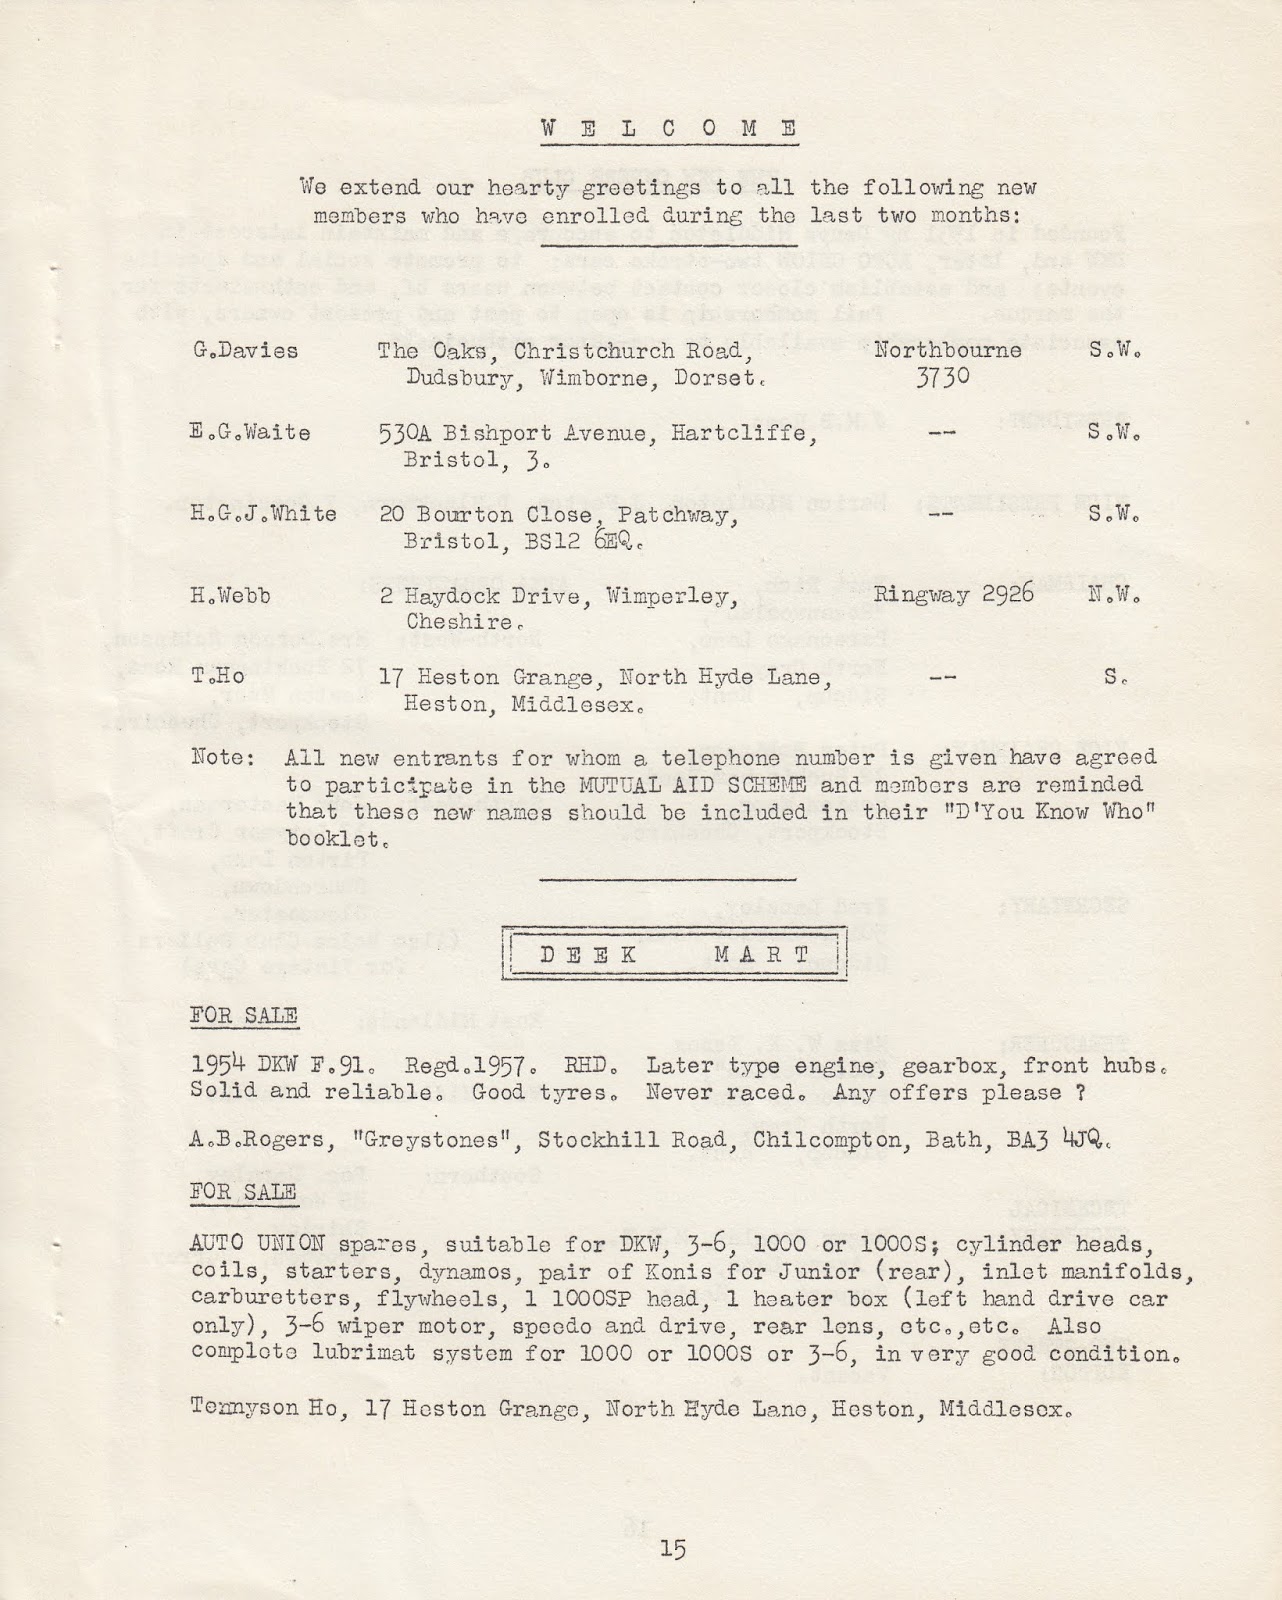 W E L C O M E
We extend our hearty greetings to all the following new
members who have enrolled during the last two months:
G.Davies The Oaks, Christchurch Road, Northbourne S.W.
Dudsbury, Wimborne, Dorset. 3730
E.G.Waite 530A Bishport Avenue, Hartcliffe, -- S.W.
Bristol, 3.
H.G.J.White 20 Bourton Close, Patchway, -- S.W.
Bristol, BS12 6EQ.
H.Webb 2 Haydock Drive, Wimperley, Ringway 2926 N.W.
Cheshire.
T.Ho 17 Heston Grange, North Hyde Lane, -- S.
Heston, Middlesex.
Note: All new entrants for whom a telephone number is given have agreed
to participate in the MUTUAL AID SCHEME and members are reminded
that these new names should be included in their "D'You Know Who"
booklet.
DEEK MART
FOR SALE
1954 DKW F.91. Regd.1957. RHD. Later type engine, gearbox, front hubs.
Solid and reliable. Good tyres. Never raced. Any offers please ?
A.B.Rogers, "Greystones", Stockhill Road, Chilcompton, Bath, BA3 4JQ.
FOR SALE
AUTO UNION spares, suitable for DKW, 3-6, 1000 or 1000S; cylinder heads,
coils, starters, dynamos, pair of Konis for Junior (rear), inlet manifolds,
carburetters, flywheels, 1 1000SP head, 1 heater box (left hand drive car
only), 3-6 wiper motor, speedo and drive, rear lens, etc.,etc. Also
complete lubrimat system for 1000 or 1000S or 3-6, in very good condition.
Tennyson Ho, 17 Heston Grange, North Hyde Lane, Heston, Middlesex.
15